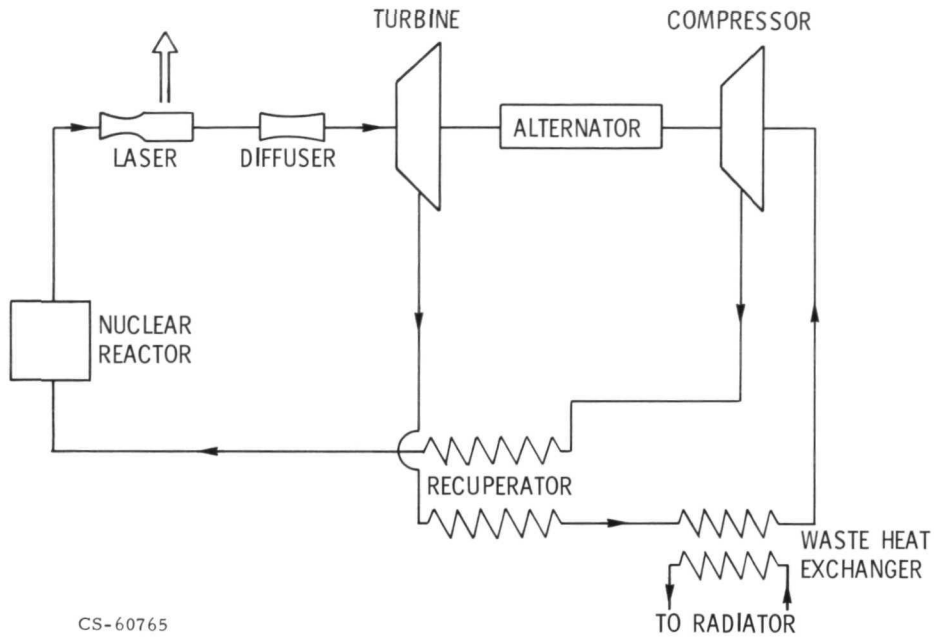 TURBINE
COMPRESSOR
LASER
DIFFUSER
ALTERNATOR
NUCLEAR
REACTOR
RECUPERATOR
WASTE HEAT
EXCHANGER
TO RADIATOR
CS-60765